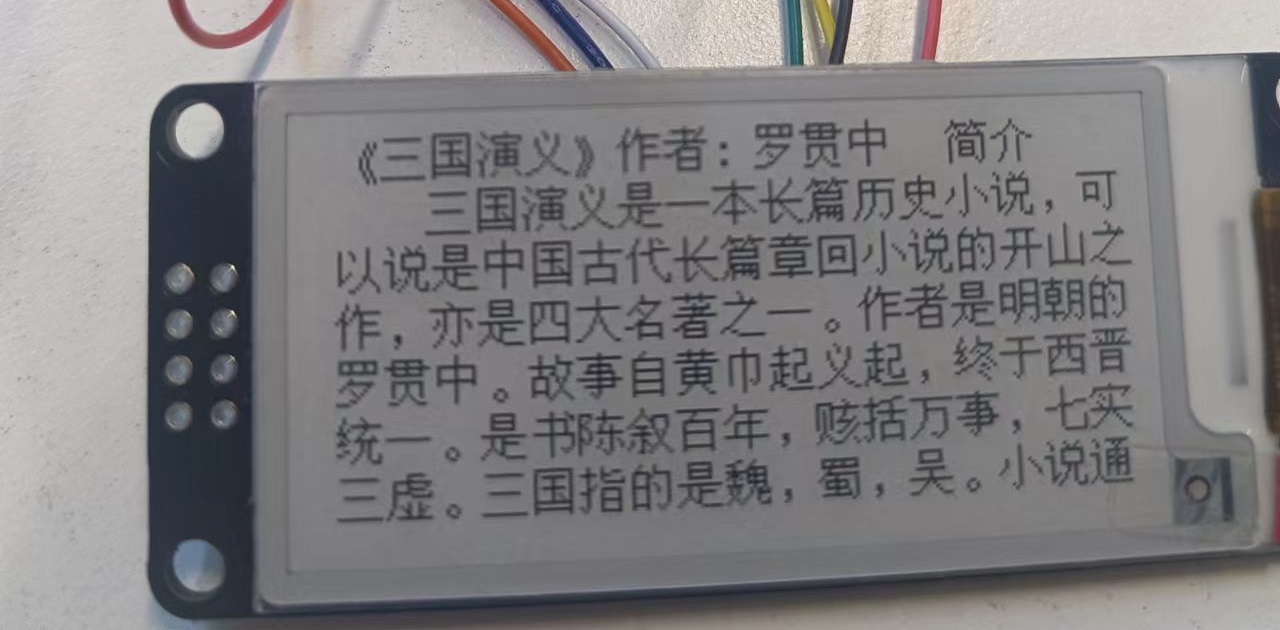 《三国演义》作者：罗贯中 简介
三国演义是一本长篇历史小说，可
以说是中国古代长篇章回小说的开山之
作，亦是四大名著之一。作者是明朝的
罗贯中。故事自黄巾起义起，终于西晋
统一。是书陈叙百年，赅括万事，七实
三虚。三国指的是魏，蜀，吴。小说通